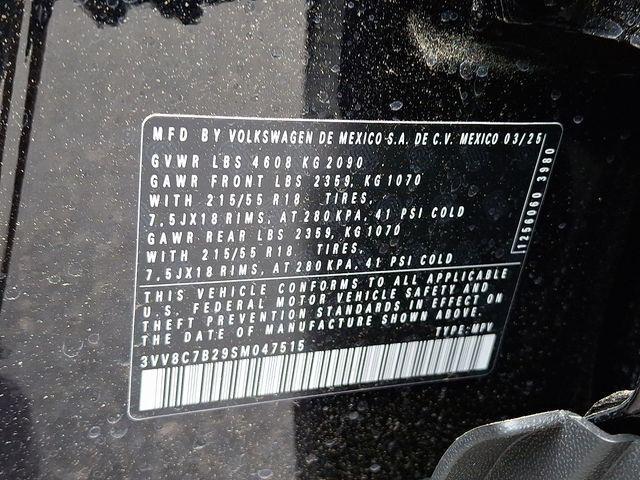 MFD BY VOLKSWAGEN DE MEXICO S.A. DE C.V. MEXICO 03/25
GVWR LBS 4608 KG 2090
GAWR FRONT LBS 2359, KG 1070
WITH 215/55 R18 TIRES,
7,5JX18 RIMS, AT 280 KPA, 41 PSI COLD
GAWR REAR LBS 2359, KG 1070
WITH 215/55 R18 TIRES,
7,5JX18 RIMS, AT 280 KPA, 41 PSI COLD
THIS VEHICLE CONFORMS TO ALL APPLICABLE
U.S. FEDERAL MOTOR VEHICLE SAFETY AND
THEFT PREVENTION STANDARDS IN EFFECT ON
THE DATE OF MANUFACTURE SHOWN ABOVE.
3VV8C7B29SM047515 TYPE: MPV
1256060 3980